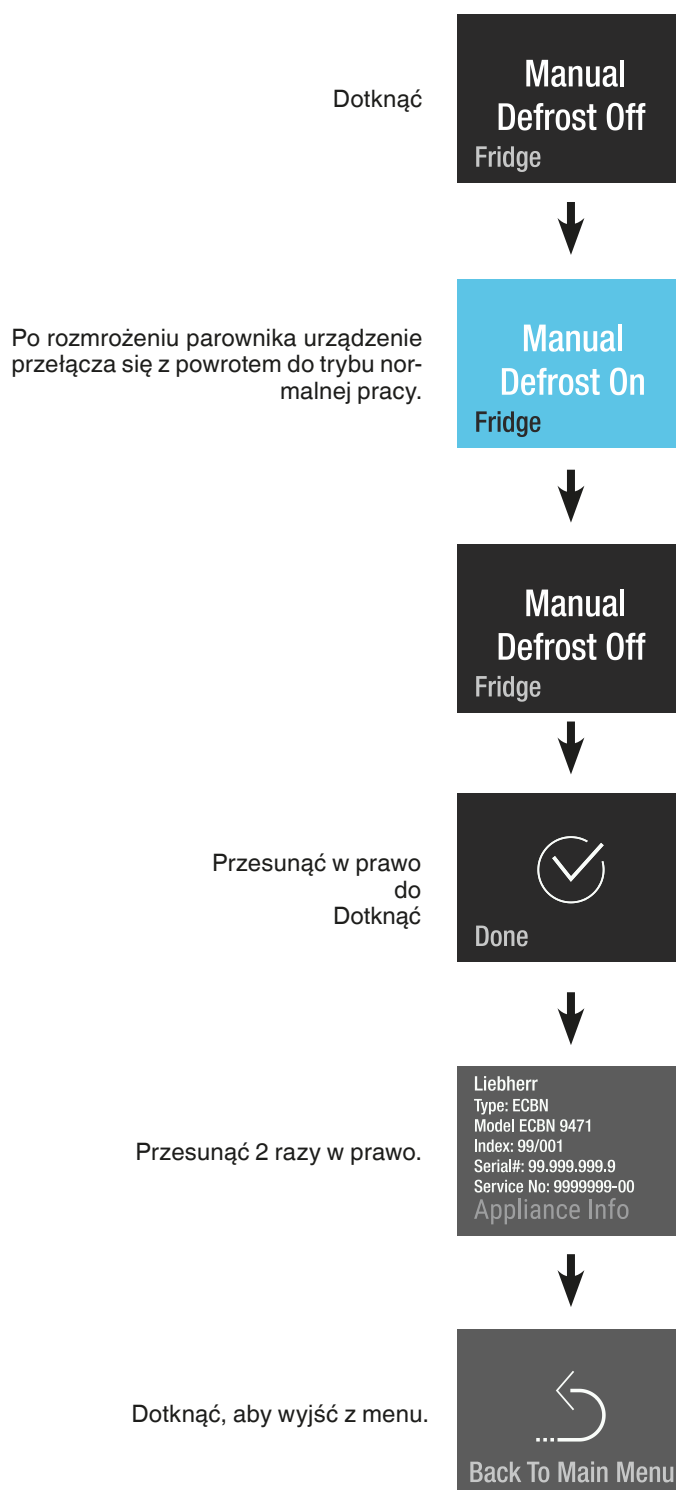 Dotknąć
Manual
Defrost Off
Fridge
Po rozmrożeniu parownika urządzenie
przełącza się z powrotem do trybu nor-
malnej pracy.
Manual
Defrost On
Fridge
Manual
Defrost Off
Fridge
Przesunąć w prawo
do
Dotknąć
Done
Przesunąć 2 razy w prawo.
Liebherr
Type: ECBN
Model ECBN 9471
Index: 99/001
Serial#: 99.999.999.9
Service No: 9999999-00
Appliance Info
Dotknąć, aby wyjść z menu.
Back To Main Menu